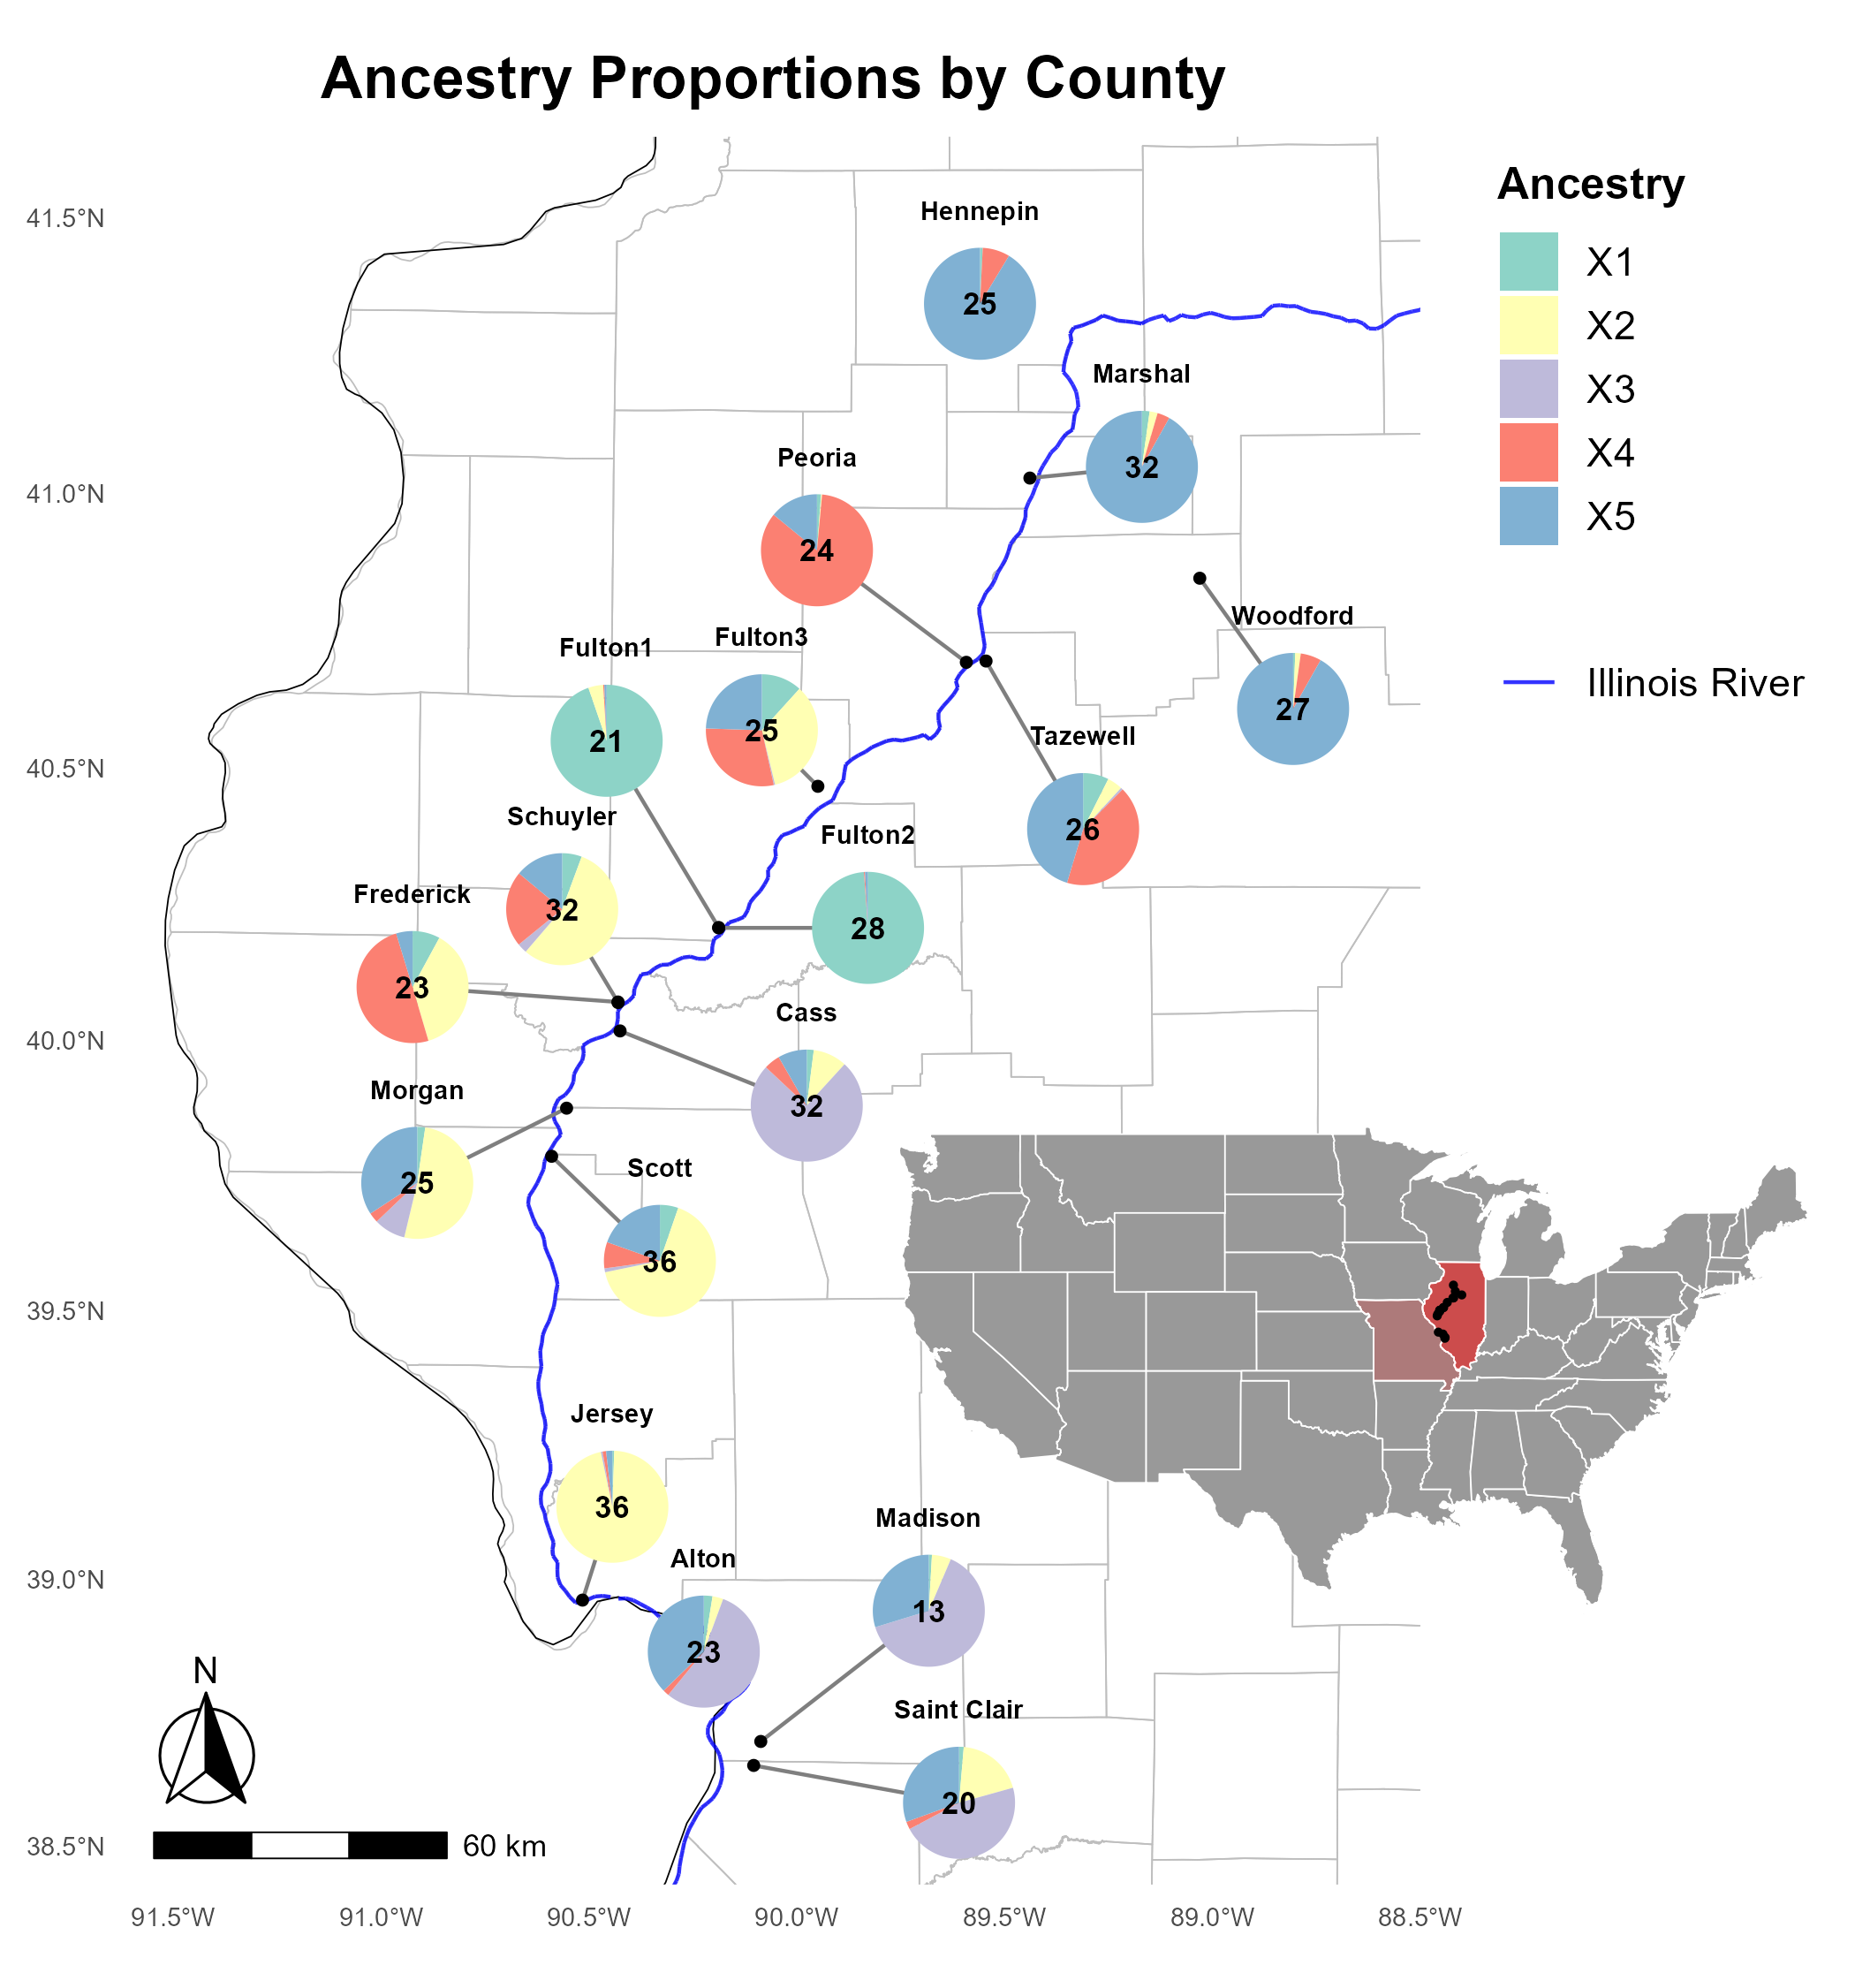 Ancestry Proportions by County
41.5°N
41.0°N
40.5°N
40.0°N
39.5°N
39.0°N
38.5°N
91.5°W
91.0°W
90.5°W
90.0°W
89.5°W
89.0°W
88.5°W
Hennepin
25
Marshal
32
Peoria
24
Woodford
27
Fulton3
25
Fulton1
21
Tazewell
26
Schuyler
32
Fulton2
28
Frederick
23
Cass
32
Morgan
25
Scott
36
Jersey
36
Madison
13
Alton
23
Saint Clair
20
N
60 km
Ancestry
X1
X2
X3
X4
X5
Illinois River